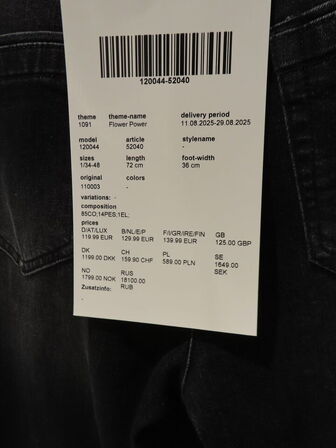 120044-52040
theme theme-name delivery period
1091 Flower Power 11.08.2025-29.08.2025
model article stylename
120044 52040 -
sizes length foot-width
1/34-48 72 cm 36 cm
original colors
110003 -
variations: -
composition
85CO;14PES;1EL;
prices
D/AT/LUX B/NL/E/P F/I/GR/IRE/FIN GB
119.99 EUR 129.99 EUR 139.99 EUR 125.00 GBP
DK CH PL SE
1199.00 DKK 159.90 CHF 589.00 PLN 1649.00
SEK
NO RUS
1799.00 NOK 18100.00
RUB
Zusatzinfo:
-